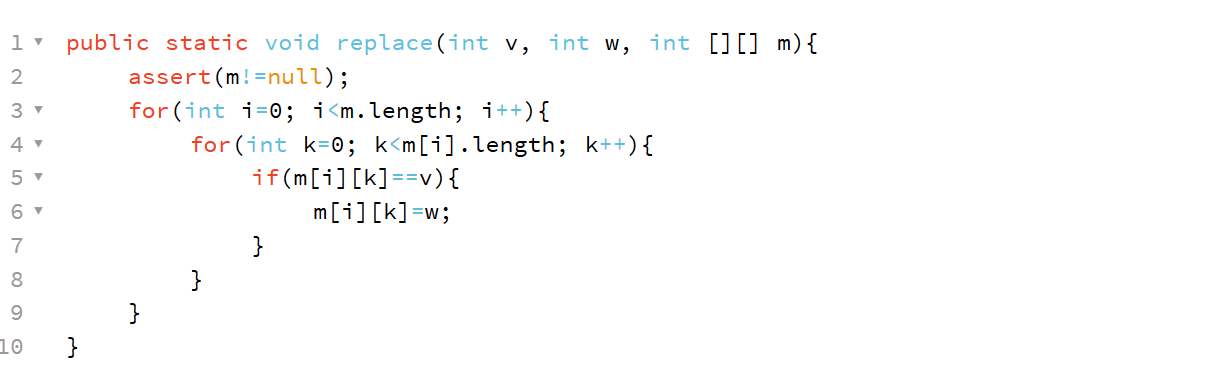 1 public static void replace(int v, int w, int [][] m){
2 assert(m!=null);
3 for(int i=0; i<m.length; i++){
4 for(int k=0; k<m[i].length; k++){
5 if(m[i][k]==v){
6 m[i][k]=w;
7 }
8 }
9 }
10 }